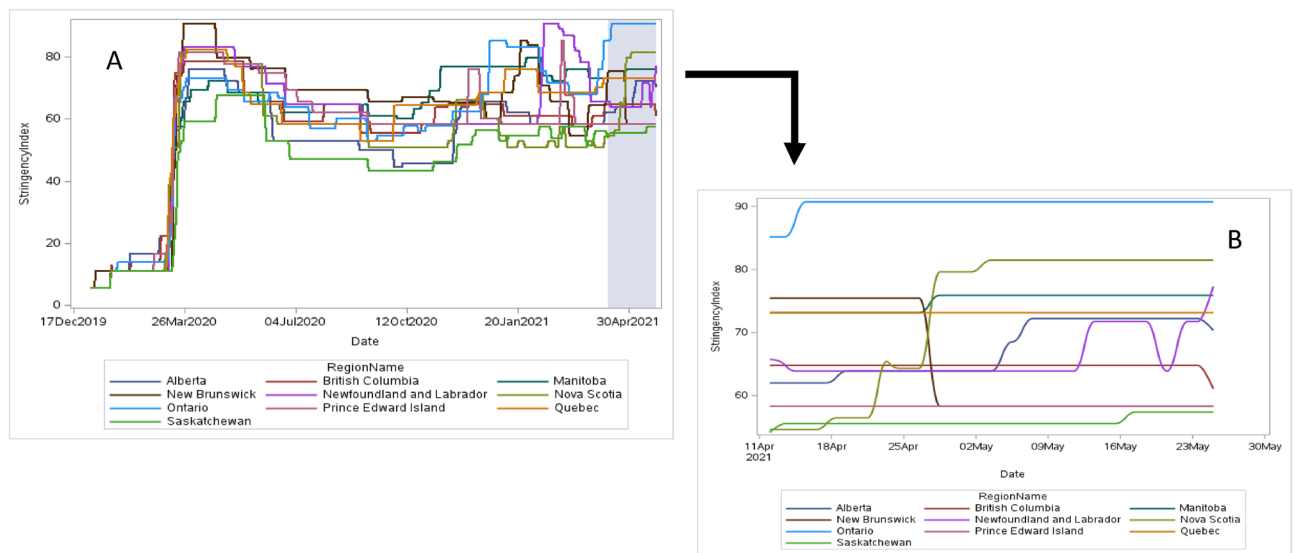 A
StringencyIndex
80
60
40
20
0
17Dec2019 26Mar2020 04Jul2020 12Oct2020 20Jan2021 30Apr2021
Date
RegionName
Alberta British Columbia Manitoba
New Brunswick Newfoundland and Labrador Nova Scotia
Ontario Prince Edward Island Quebec
Saskatchewan
B
StringencyIndex
90
80
70
60
11Apr 18Apr 25Apr 02May 09May 16May 23May 30May
2021
Date
RegionName
Alberta British Columbia Manitoba
New Brunswick Newfoundland and Labrador Nova Scotia
Ontario Prince Edward Island Quebec
Saskatchewan